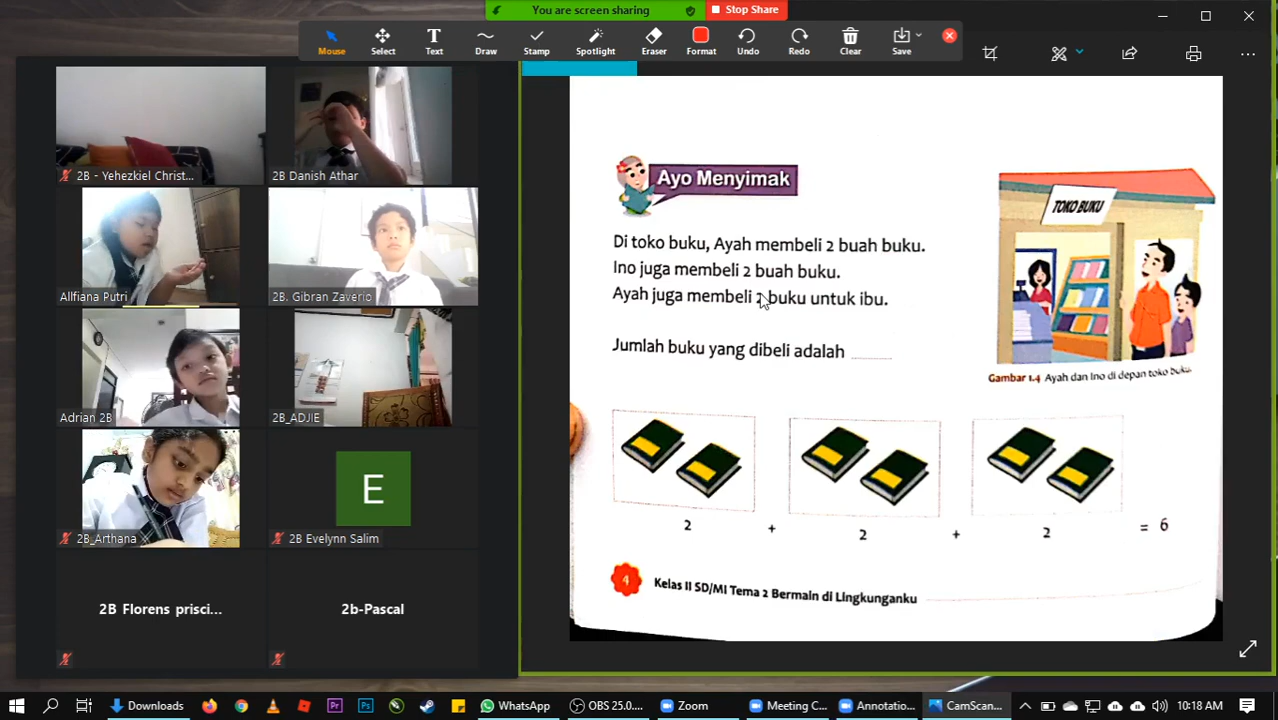 You are screen sharing
Stop Share
Mouse
Select
Text
Draw
Stamp
Spotlight
Eraser
Format
Undo
Redo
Clear
Save
2B - Yehezkiel Christ...
2B Danish Athar
Allfiana Putri
2B. Gibran Zaverio
Adrian 2B
2B_ADJIE
2B_Arthana
E
2B Evelynn Salim
2B Florens prisci...
2b-Pascal
Ayo Menyimak
Di toko buku, Ayah membeli 2 buah buku.
Ino juga membeli 2 buah buku.
Ayah juga membeli 2 buku untuk ibu.
Jumlah buku yang dibeli adalah ____
TOKO BUKU
Gambar 1.4 Ayah dan Ino di depan toko buku.
2 + 2 + 2 = 6
4 Kelas II SD/MI Tema 2 Bermain di Lingkunganku
Downloads
WhatsApp
OBS 25.0....
Zoom
Meeting C...
Annotatio...
CamScan...
10:18 AM